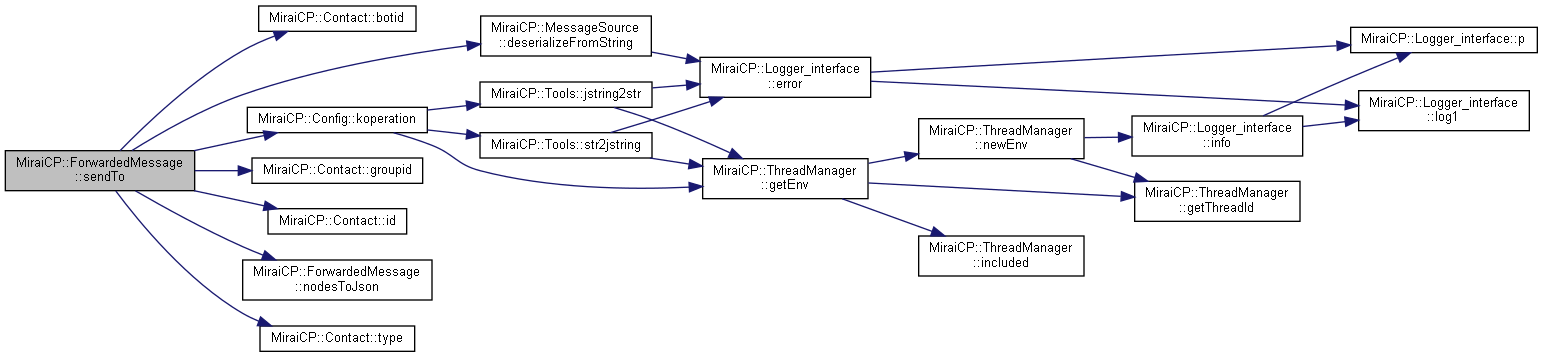 MiraiCP::ForwardedMessage
::sendTo
MiraiCP::Contact::botid
MiraiCP::MessageSource
::deserializeFromString
MiraiCP::Config::koperation
MiraiCP::Contact::groupid
MiraiCP::Contact::id
MiraiCP::ForwardedMessage
::nodesToJson
MiraiCP::Contact::type
MiraiCP::Tools::jstring2str
MiraiCP::Tools::str2jstring
MiraiCP::Logger_interface
::error
MiraiCP::ThreadManager
::getEnv
MiraiCP::ThreadManager
::newEnv
MiraiCP::ThreadManager
::included
MiraiCP::Logger_interface
::info
MiraiCP::ThreadManager
::getThreadId
MiraiCP::Logger_interface::p
MiraiCP::Logger_interface
::log1